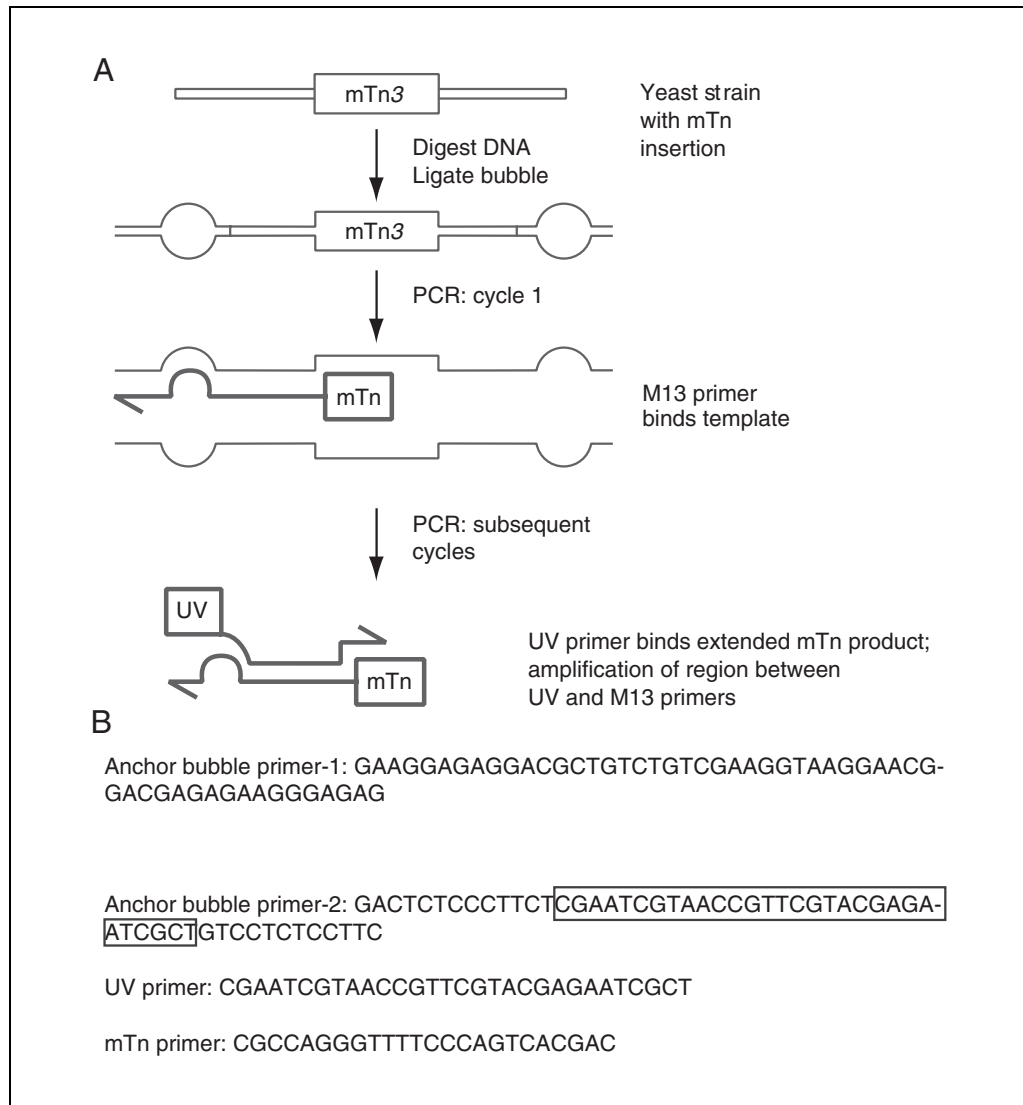 A
mTn3
Yeast strain
with mTn
insertion
Digest DNA
Ligate bubble
mTn3
PCR: cycle 1
mTn
M13 primer
binds template
PCR: subsequent
cycles
UV
mTn
UV primer binds extended mTn product;
amplification of region between
UV and M13 primers
B
Anchor bubble primer-1: GAAGGAGAGGACGCTGTCTGTCGAAGGTAAGGAACG-
GACGAGAGAAGGGAGAG
Anchor bubble primer-2: GACTCTCCCTTCTCGAATCGTAACCGTTCGTACGAGA-
ATCGCTGTCCTCTCCTTC
UV primer: CGAATCGTAACCGTTCGTACGAGAATCGCT
mTn primer: CGCCAGGGTTTTCCCAGTCACGAC